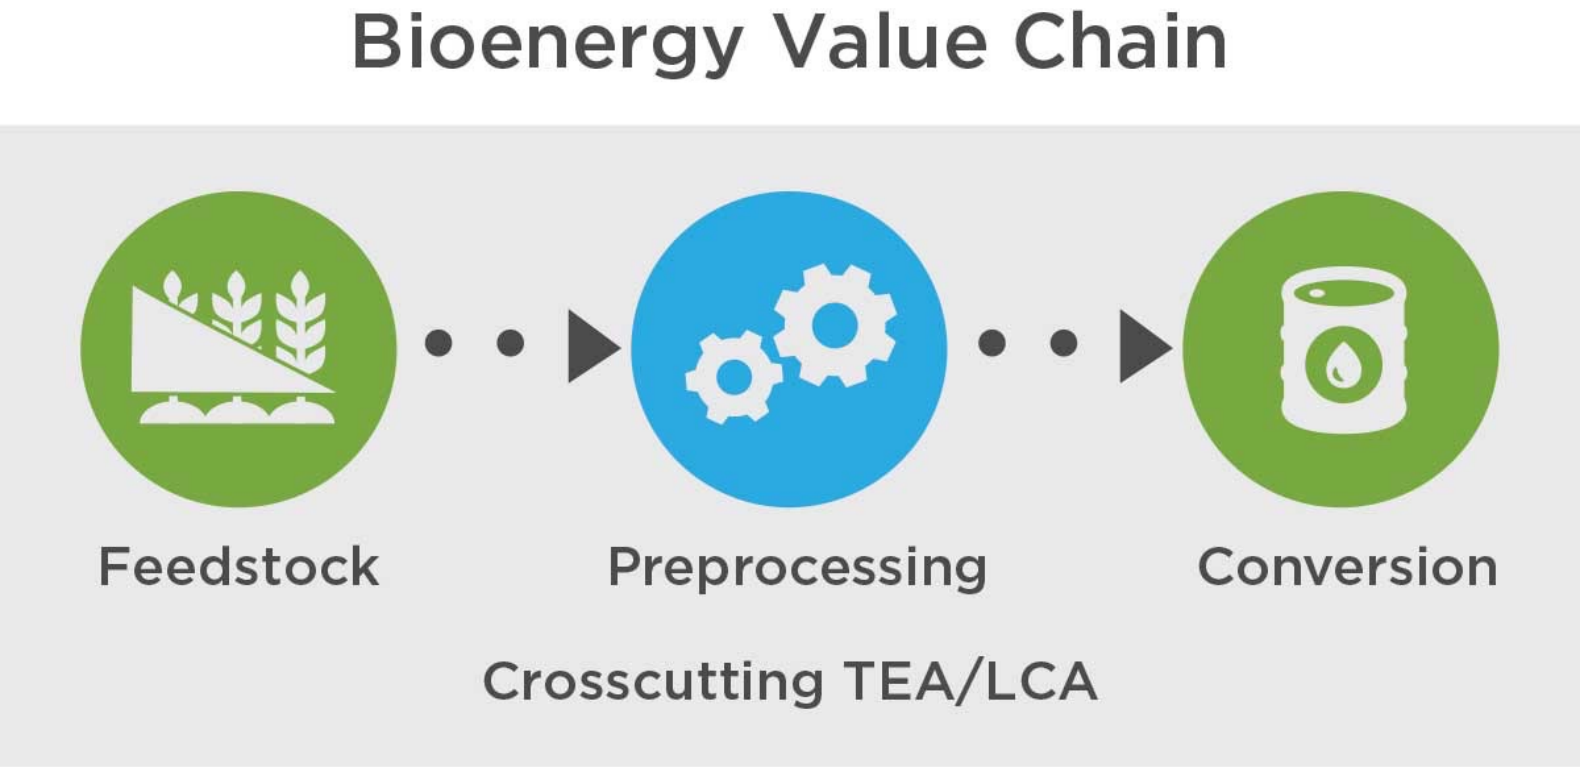 Bioenergy Value Chain
Feedstock
Preprocessing
Conversion
Crosscutting TEA/LCA